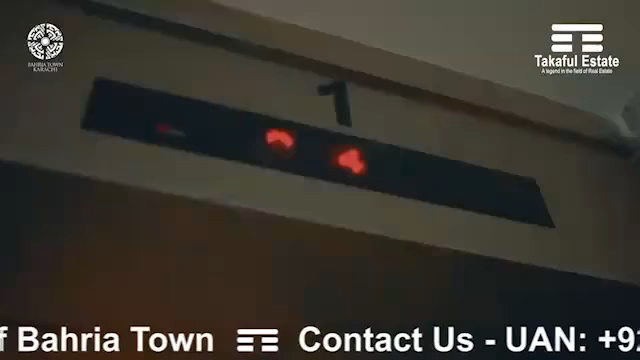 BAHRIA TOWN
KARACHI
Takaful Estate
A legend in the field of Real Estate
1
f Bahria Town Contact Us - UAN: +9